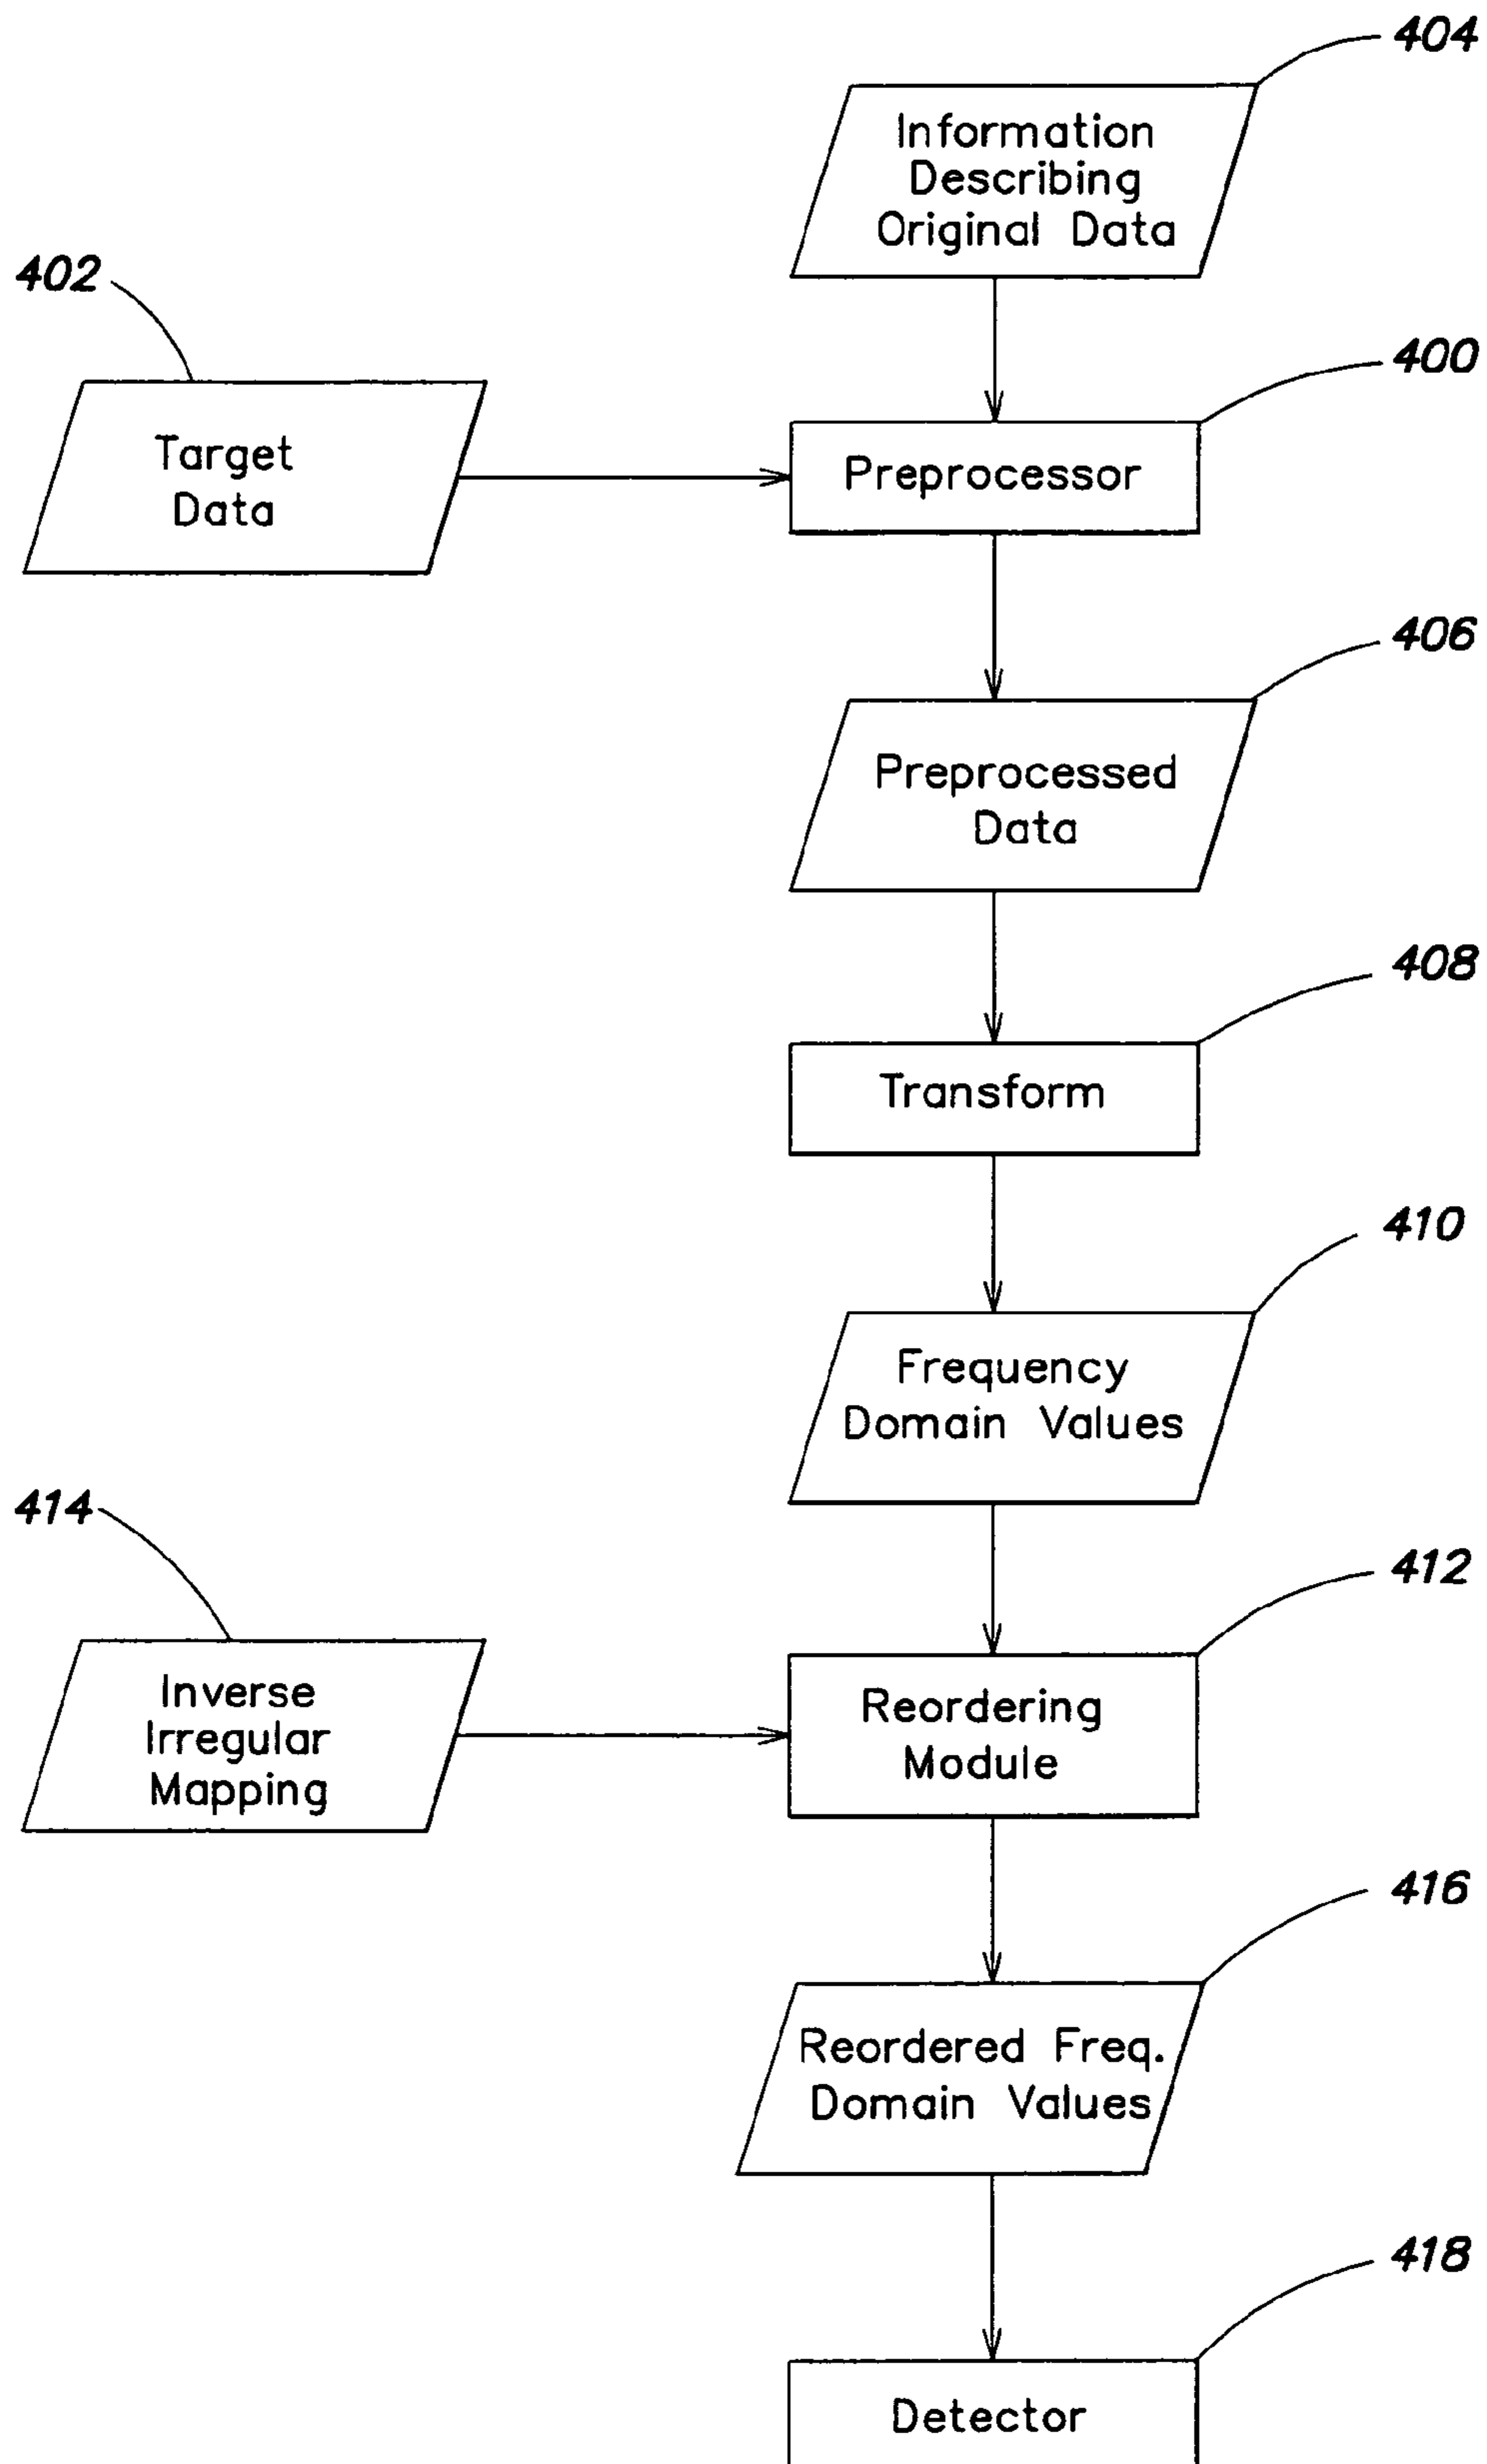 404
Information
Describing
Original Data
402
400
Target
Data
Preprocessor
406
Preprocessed
Data
408
Transform
410
Frequency
Domain Values
414
412
Inverse
Irregular
Mapping
Reordering
Module
416
Reordered Freq.
Domain Values
418
Detector